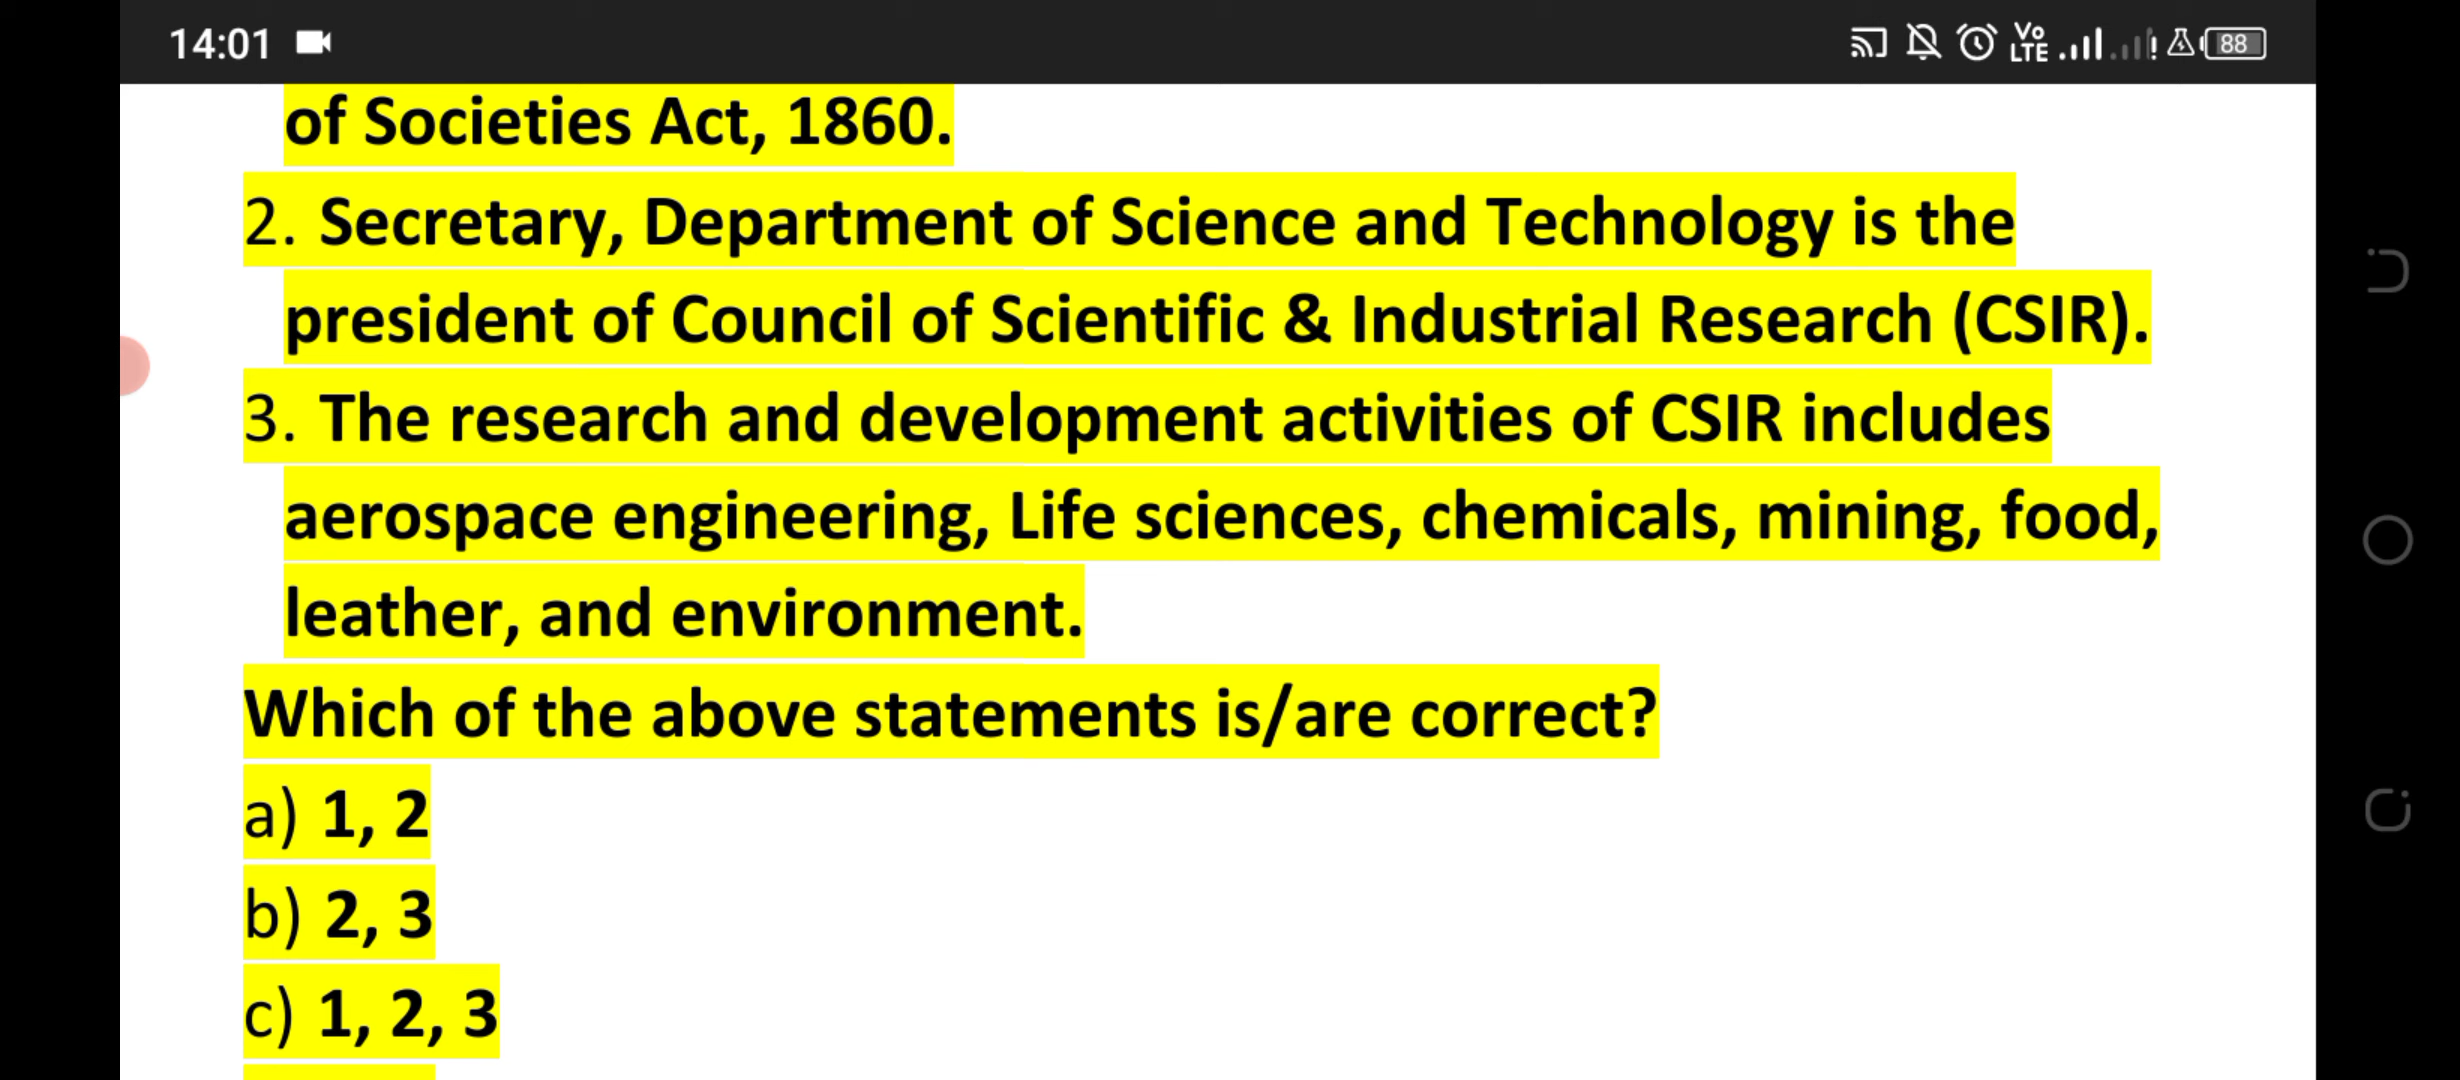 14:01
Vo
LTE
88
of Societies Act, 1860.
2. Secretary, Department of Science and Technology is the
president of Council of Scientific & Industrial Research (CSIR).
3. The research and development activities of CSIR includes
aerospace engineering, Life sciences, chemicals, mining, food,
leather, and environment.
Which of the above statements is/are correct?
a) 1, 2
b) 2, 3
c) 1, 2, 3